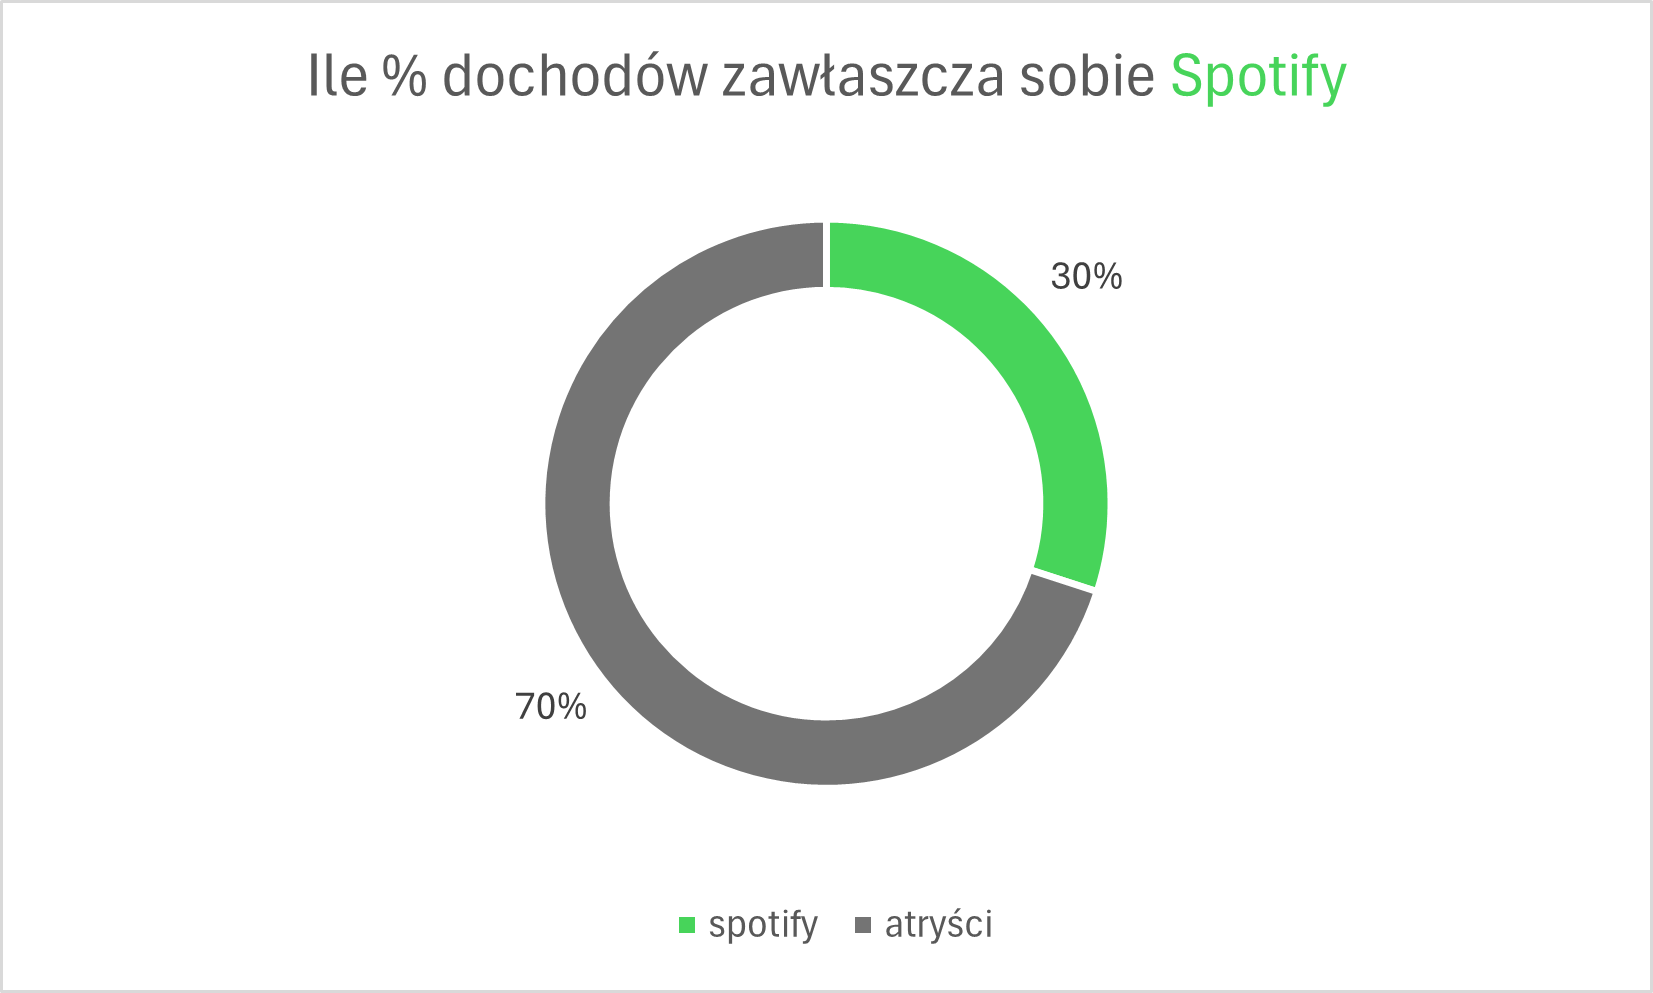 Ile % dochodów zawłaszcza sobie Spotify
30%
70%
spotify atryści